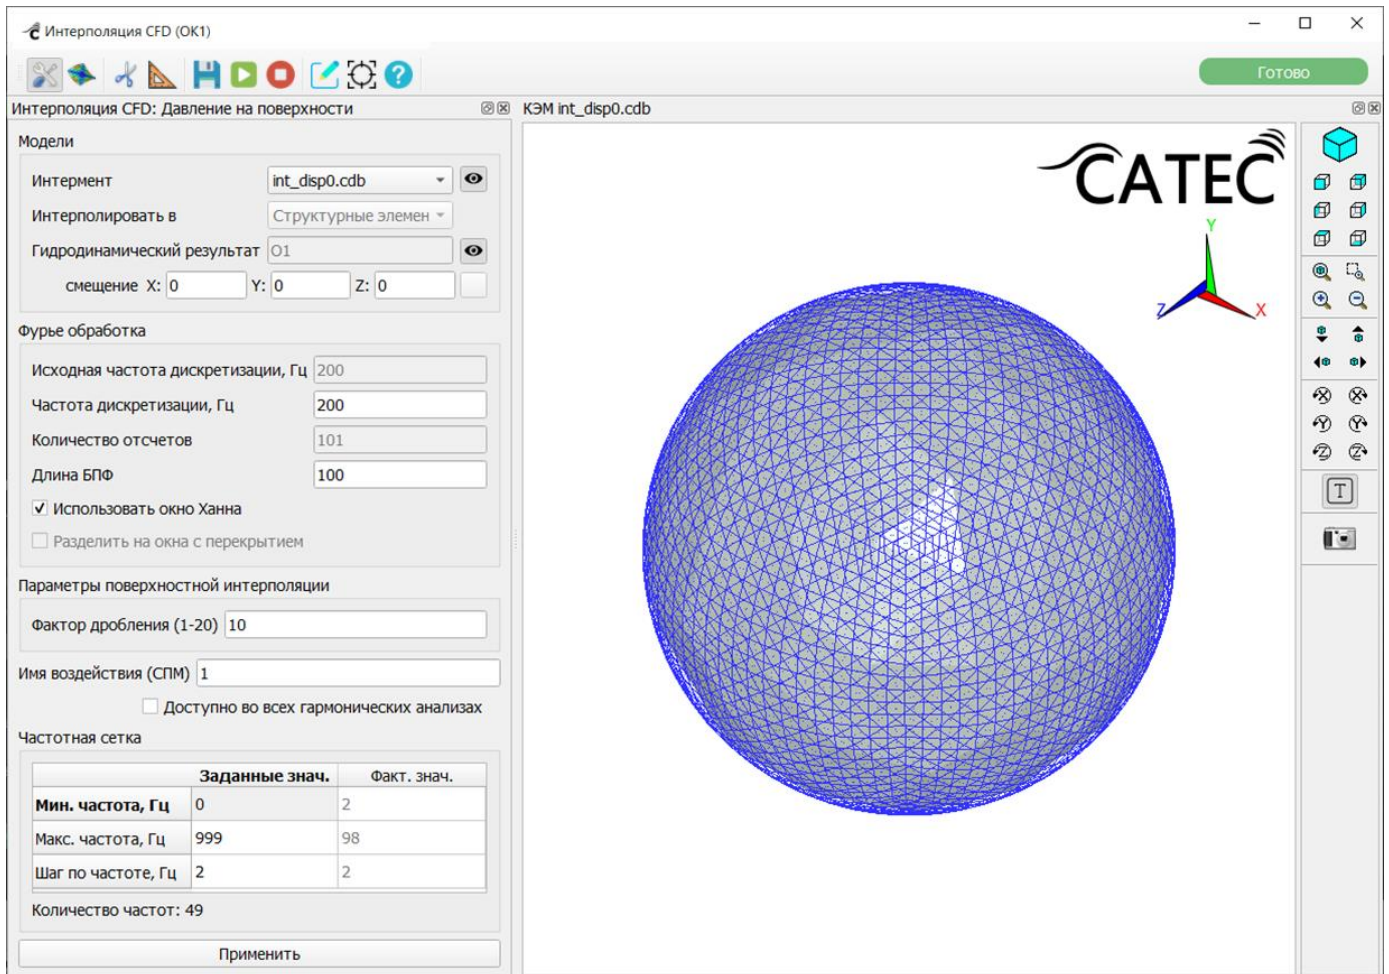 Интерполяция CFD (ОК1)
Готово
Интерполяция CFD: Давление на поверхности
КЭМ int_disp0.cdb
Модели
Интермент int_disp0.cdb
Интерполировать в Структурные элемен
Гидродинамический результат О1
смещение X: 0 Y: 0 Z: 0
Фурье обработка
Исходная частота дискретизации, Гц 200
Частота дискретизации, Гц 200
Количество отсчетов 101
Длина БПФ 100
Использовать окно Ханна
Разделить на окна с перекрытием
Параметры поверхностной интерполяции
Фактор дробления (1-20) 10
Имя воздействия (СПМ) 1
Доступно во всех гармонических анализах
Частотная сетка
Заданные знач. Факт. знач.
Мин. частота, Гц 0 2
Макс. частота, Гц 999 98
Шаг по частоте, Гц 2 2
Количество частот: 49
Применить
CATEC
Y
Z
X
X X
Y Y
Z Z
T